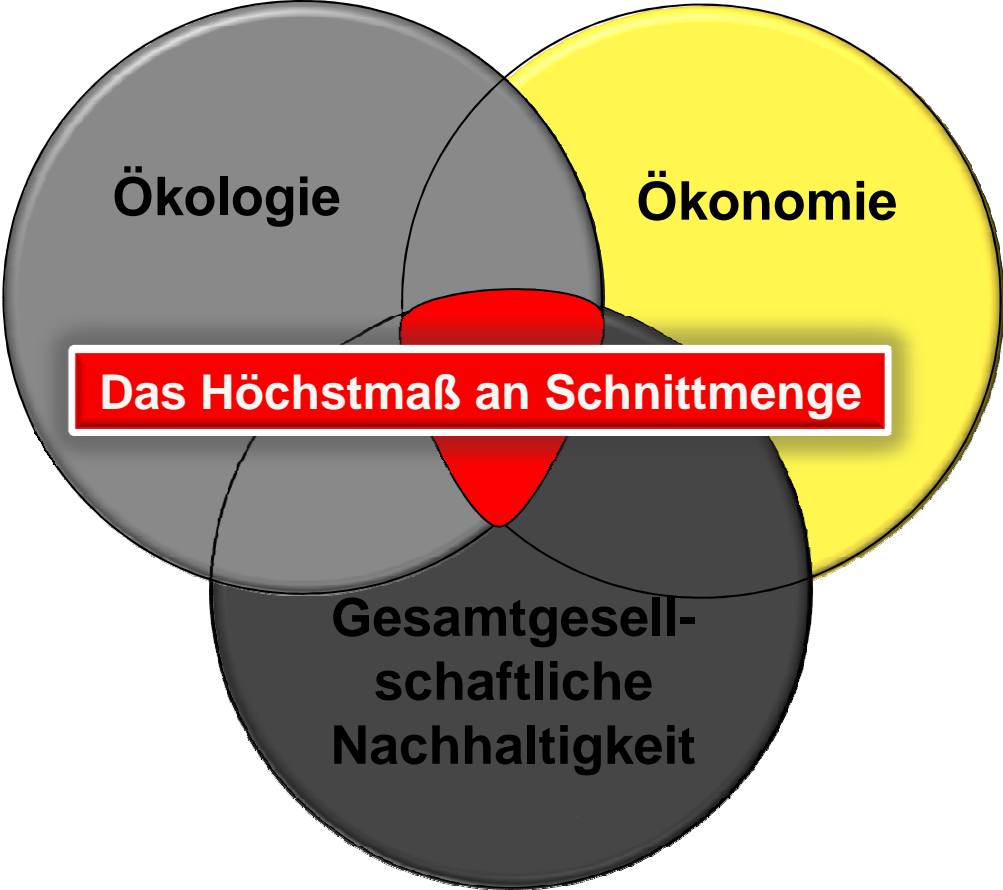 Ökologie
Ökonomie
Das Höchstmaß an Schnittmenge
Gesamtgesell-
schaftliche
Nachhaltigkeit